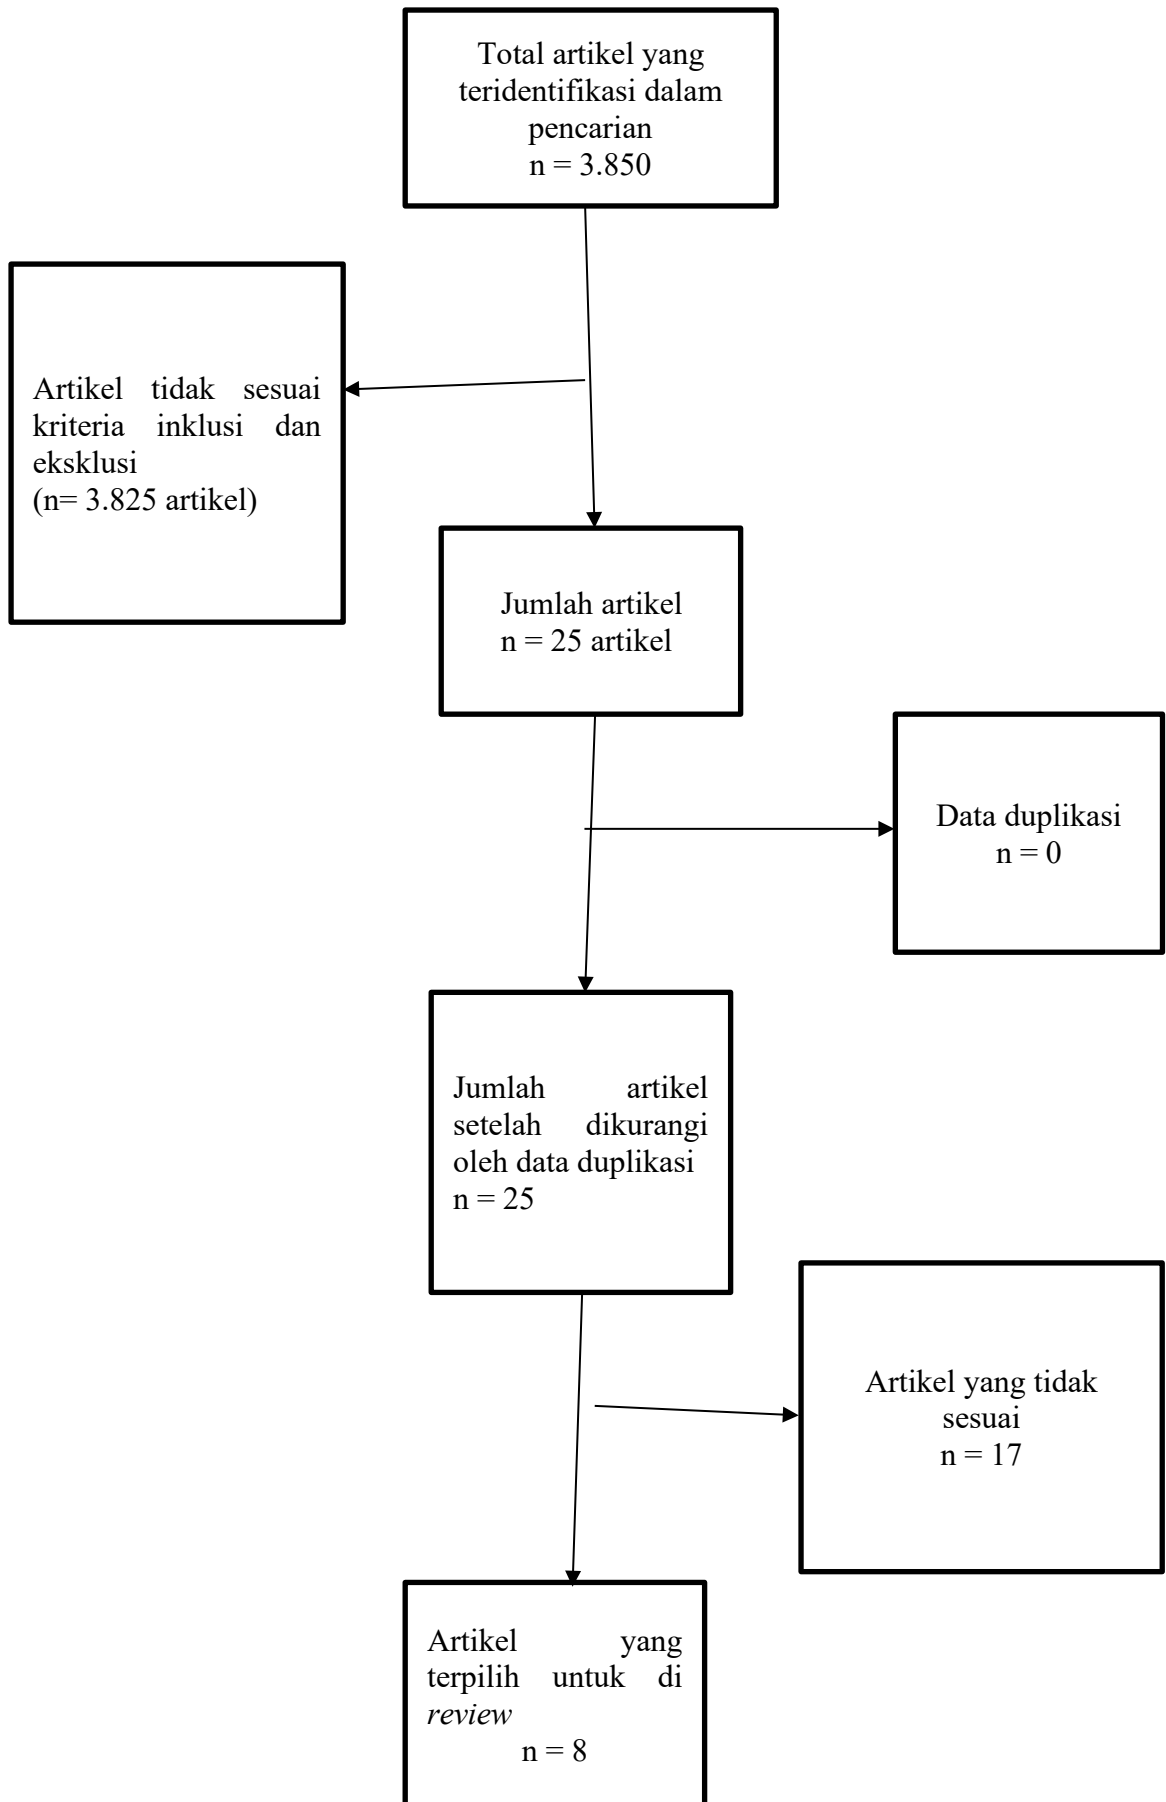 Total artikel yang
teridentifikasi dalam
pencarian
n = 3.850
Artikel tidak sesuai
kriteria inklusi dan
eksklusi
(n= 3.825 artikel)
Jumlah artikel
n = 25 artikel
Data duplikasi
n = 0
Jumlah artikel
setelah dikurangi
oleh data duplikasi
n = 25
Artikel yang tidak
sesuai
n = 17
Artikel yang
terpilih untuk di
review
n = 8